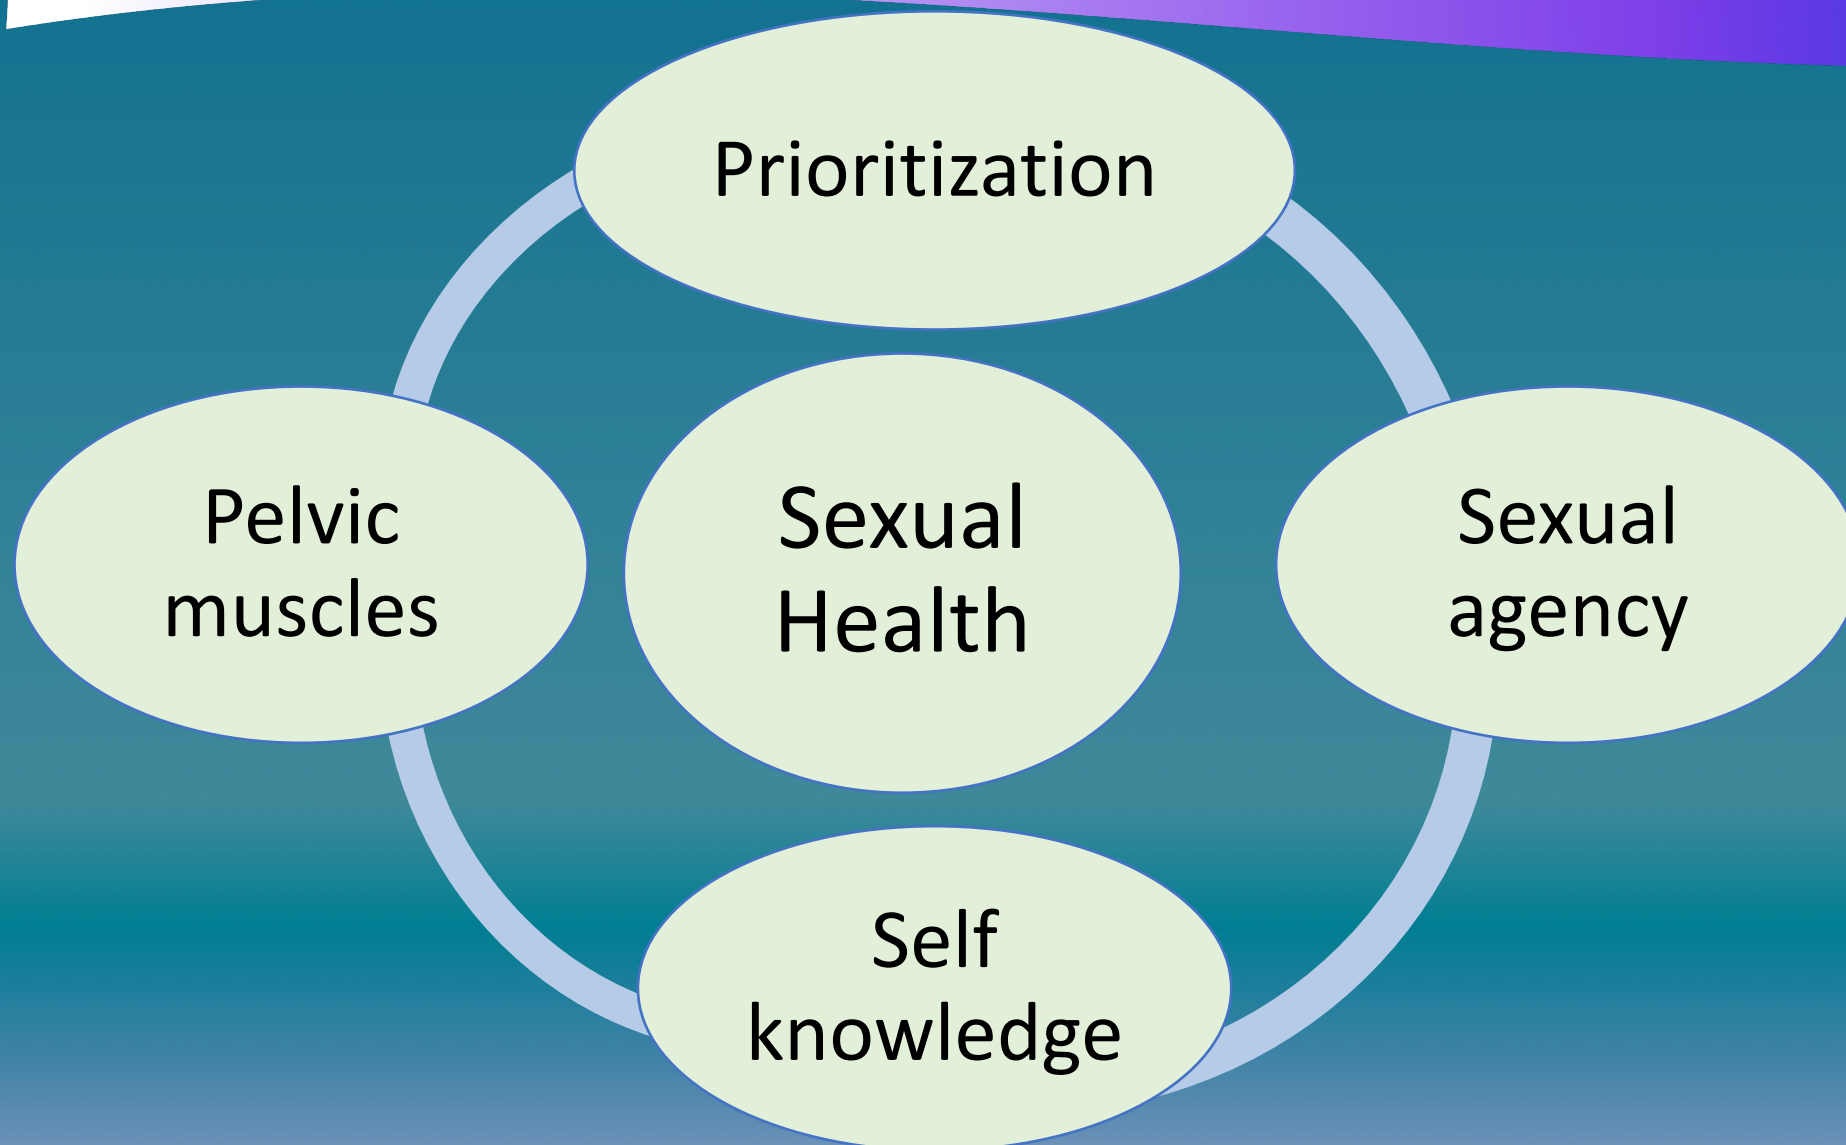 Prioritization
Pelvic
muscles
Sexual
Health
Sexual
agency
Self
knowledge